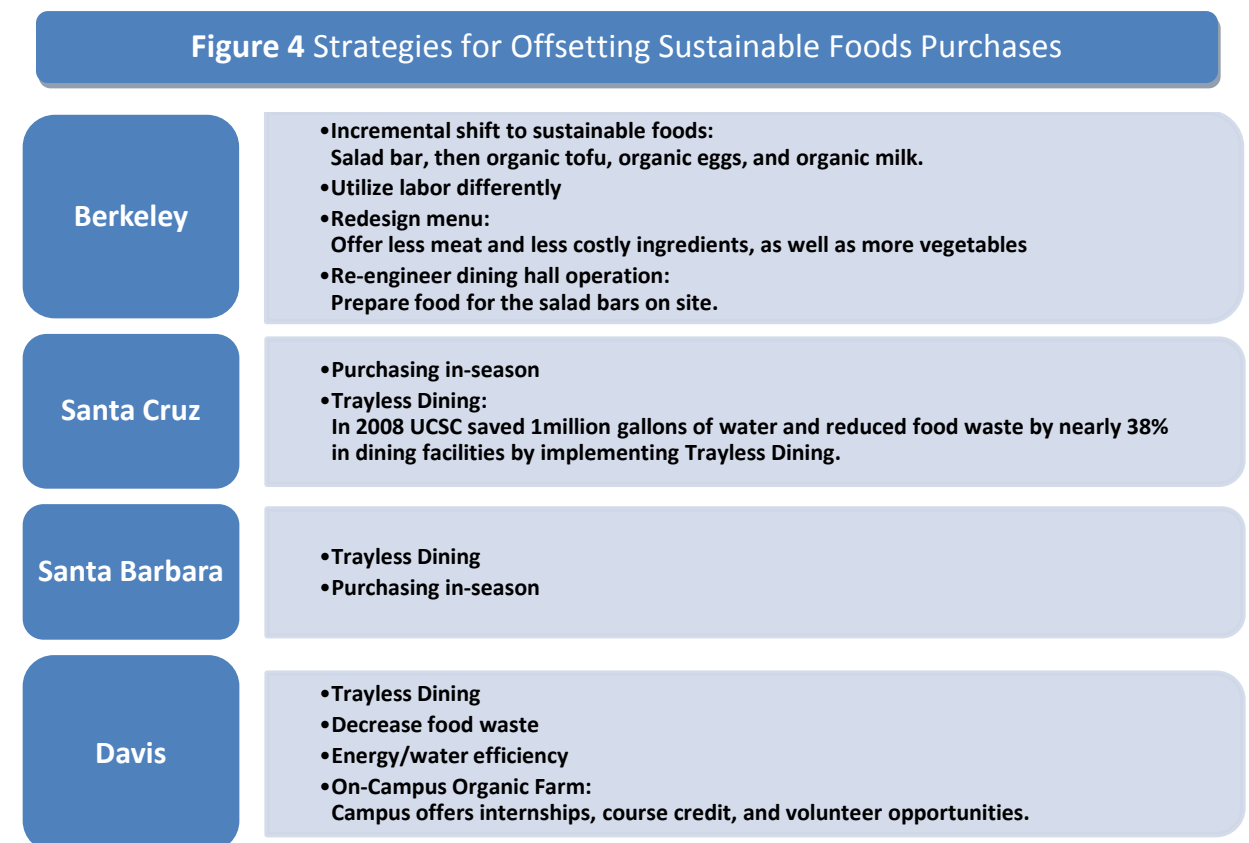 Figure 4 Strategies for Offsetting Sustainable Foods Purchases
Berkeley
•Incremental shift to sustainable foods:
Salad bar, then organic tofu, organic eggs, and organic milk.
•Utilize labor differently
•Redesign menu:
Offer less meat and less costly ingredients, as well as more vegetables
•Re-engineer dining hall operation:
Prepare food for the salad bars on site.
Santa Cruz
•Purchasing in-season
•Trayless Dining:
In 2008 UCSC saved 1million gallons of water and reduced food waste by nearly 38%
in dining facilities by implementing Trayless Dining.
Santa Barbara
•Trayless Dining
•Purchasing in-season
Davis
•Trayless Dining
•Decrease food waste
•Energy/water efficiency
•On-Campus Organic Farm:
Campus offers internships, course credit, and volunteer opportunities.